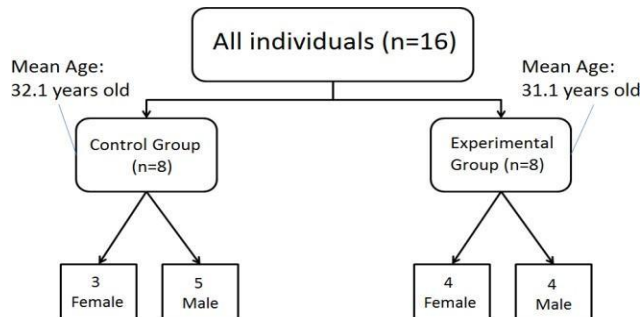 All individuals (n=16)
Mean Age:
32.1 years old
Mean Age:
31.1 years old
Control Group
(n=8)
Experimental
Group (n=8)
3
Female
5
Male
4
Female
4
Male